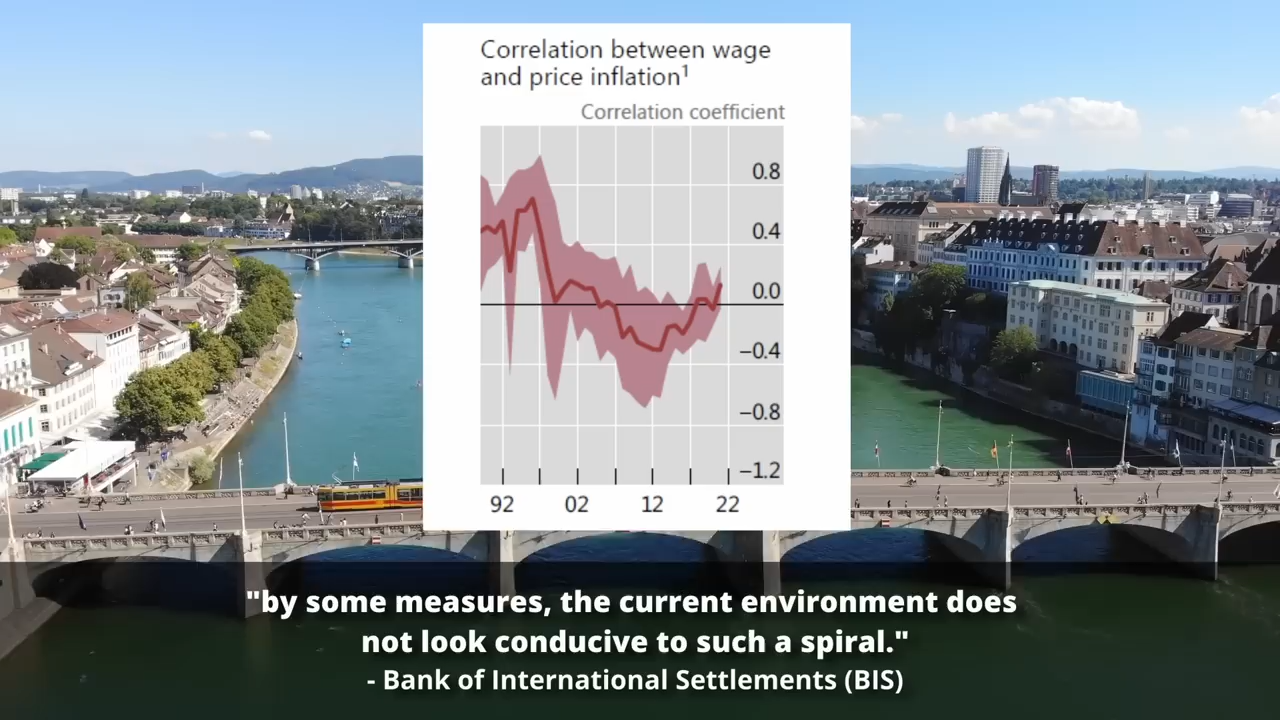 Correlation between wage
and price inflation¹
Correlation coefficient
0.8
0.4
0.0
–0.4
–0.8
–1.2
92 02 12 22
"by some measures, the current environment does
not look conducive to such a spiral."
- Bank of International Settlements (BIS)